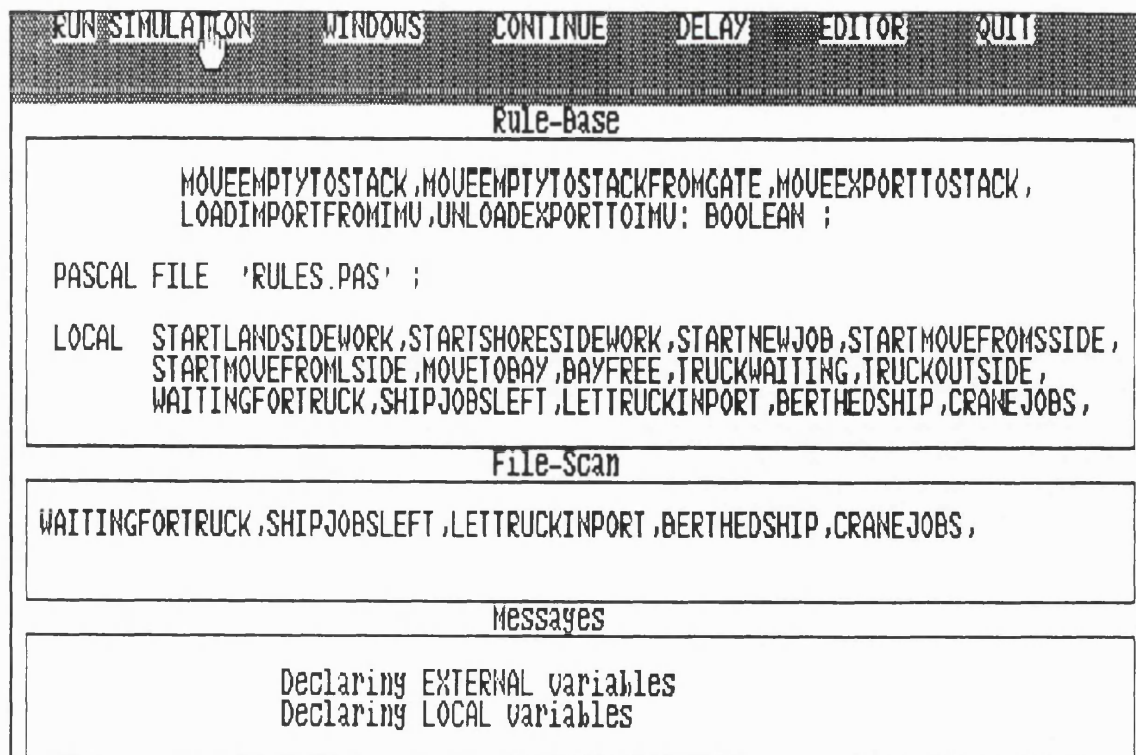 RUN SIMULATION WINDOWS CONTINUE DELAY EDITOR QUIT
Rule-Base
MOVEEMPTYTOSTACK,MOVEEMPTYTOSTACKFROMGATE,MOVEEXPORTTOSTACK,
LOADIMPORTFROMIMV,UNLOADEXPORTTOIMV: BOOLEAN ;
PASCAL FILE 'RULES.PAS' ;
LOCAL STARTLANDSIDEWORK,STARTSHORESIDEWORK,STARTNEWJOB,STARTMOVEFROMSSIDE,
STARTMOVEFROMLSIDE,MOVETOBAY,BAYFREE,TRUCKWAITING,TRUCKOUTSIDE,
WAITINGFORTRUCK,SHIPJOBSLEFT,LETTRUCKINPORT,BERTHEDSHIP,CRANEJOBS,
File-Scan
WAITINGFORTRUCK,SHIPJOBSLEFT,LETTRUCKINPORT,BERTHEDSHIP,CRANEJOBS,
Messages
Declaring EXTERNAL variables
Declaring LOCAL variables